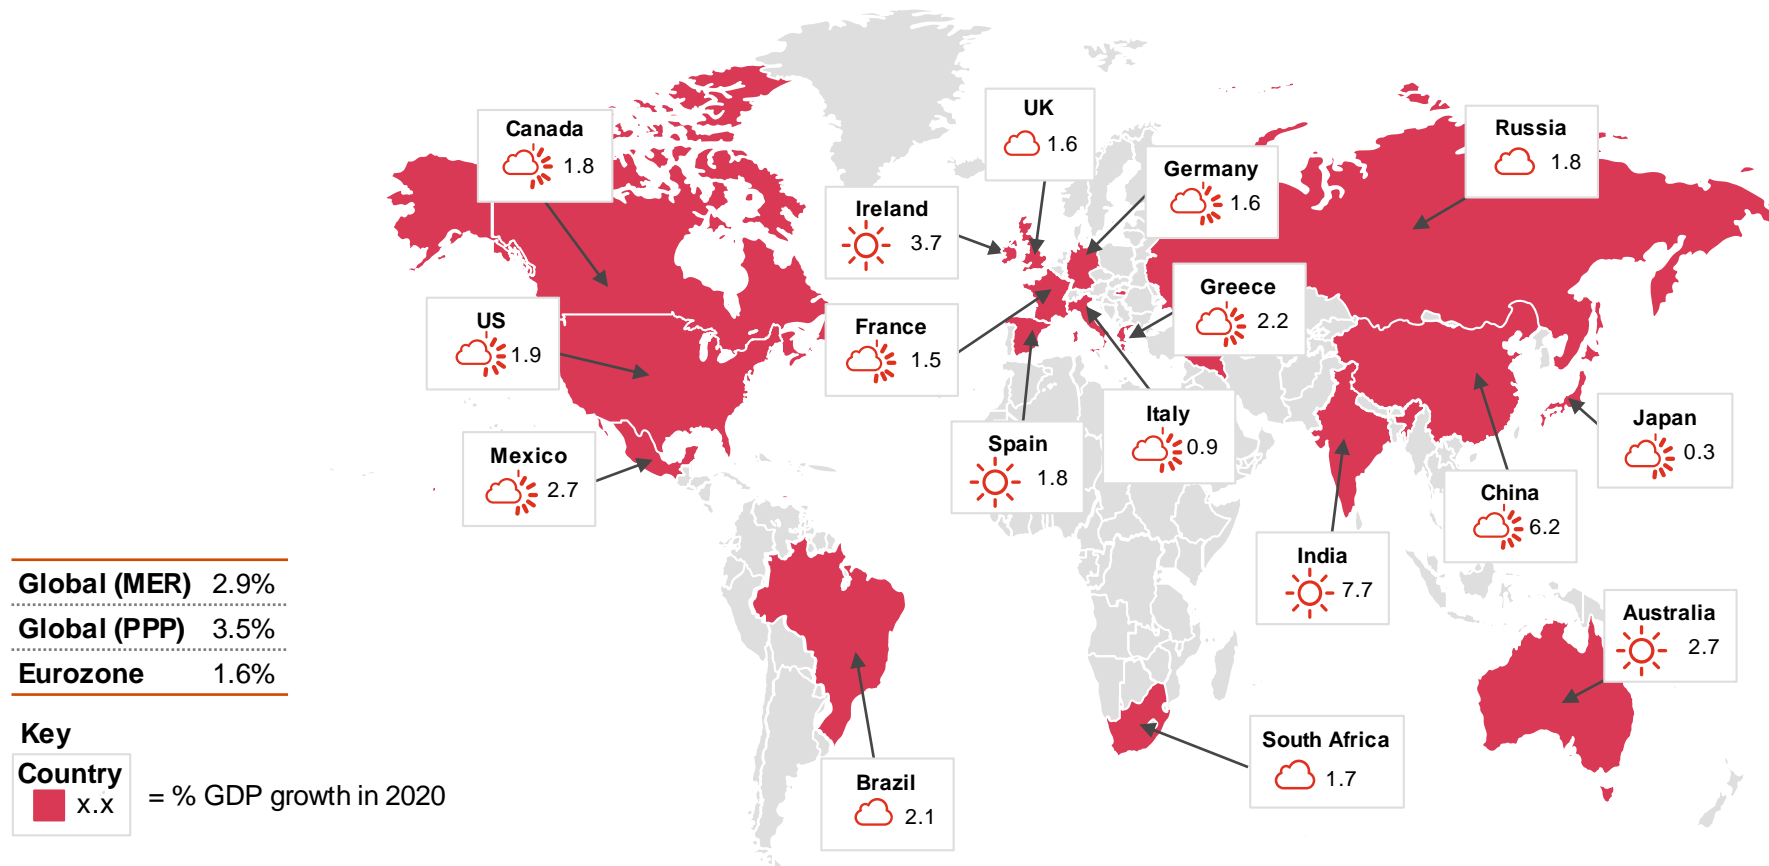 Canada
1.8
UK
1.6
Russia
1.8
Germany
1.6
Ireland
3.7
Greece
2.2
US
1.9
France
1.5
Mexico
2.7
Spain
1.8
Italy
0.9
Japan
0.3
China
6.2
India
7.7
Australia
2.7
South Africa
1.7
Brazil
2.1
Global (MER) 2.9%
Global (PPP) 3.5%
Eurozone 1.6%
Key
Country
x.x = % GDP growth in 2020